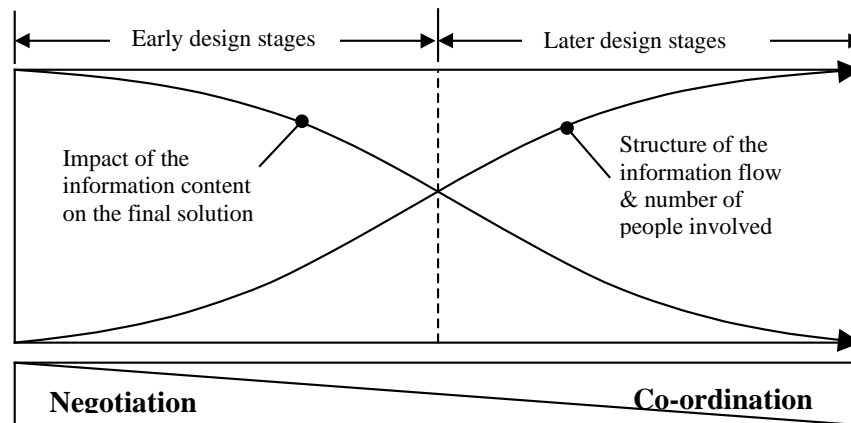 Early design stages
Later design stages
Impact of the
information content
on the final solution
Structure of the
information flow
& number of
people involved
Negotiation
Co-ordination